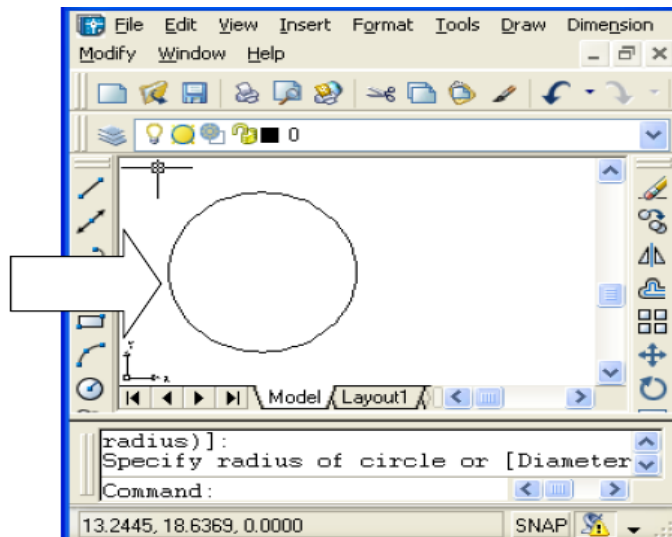 File Edit View Insert Format Tools Draw Dimension
Modify Window Help
0
Y
X
Model Layout1
radius)]:
Specify radius of circle or [Diameter
Command:
13.2445, 18.6369, 0.0000 SNAP